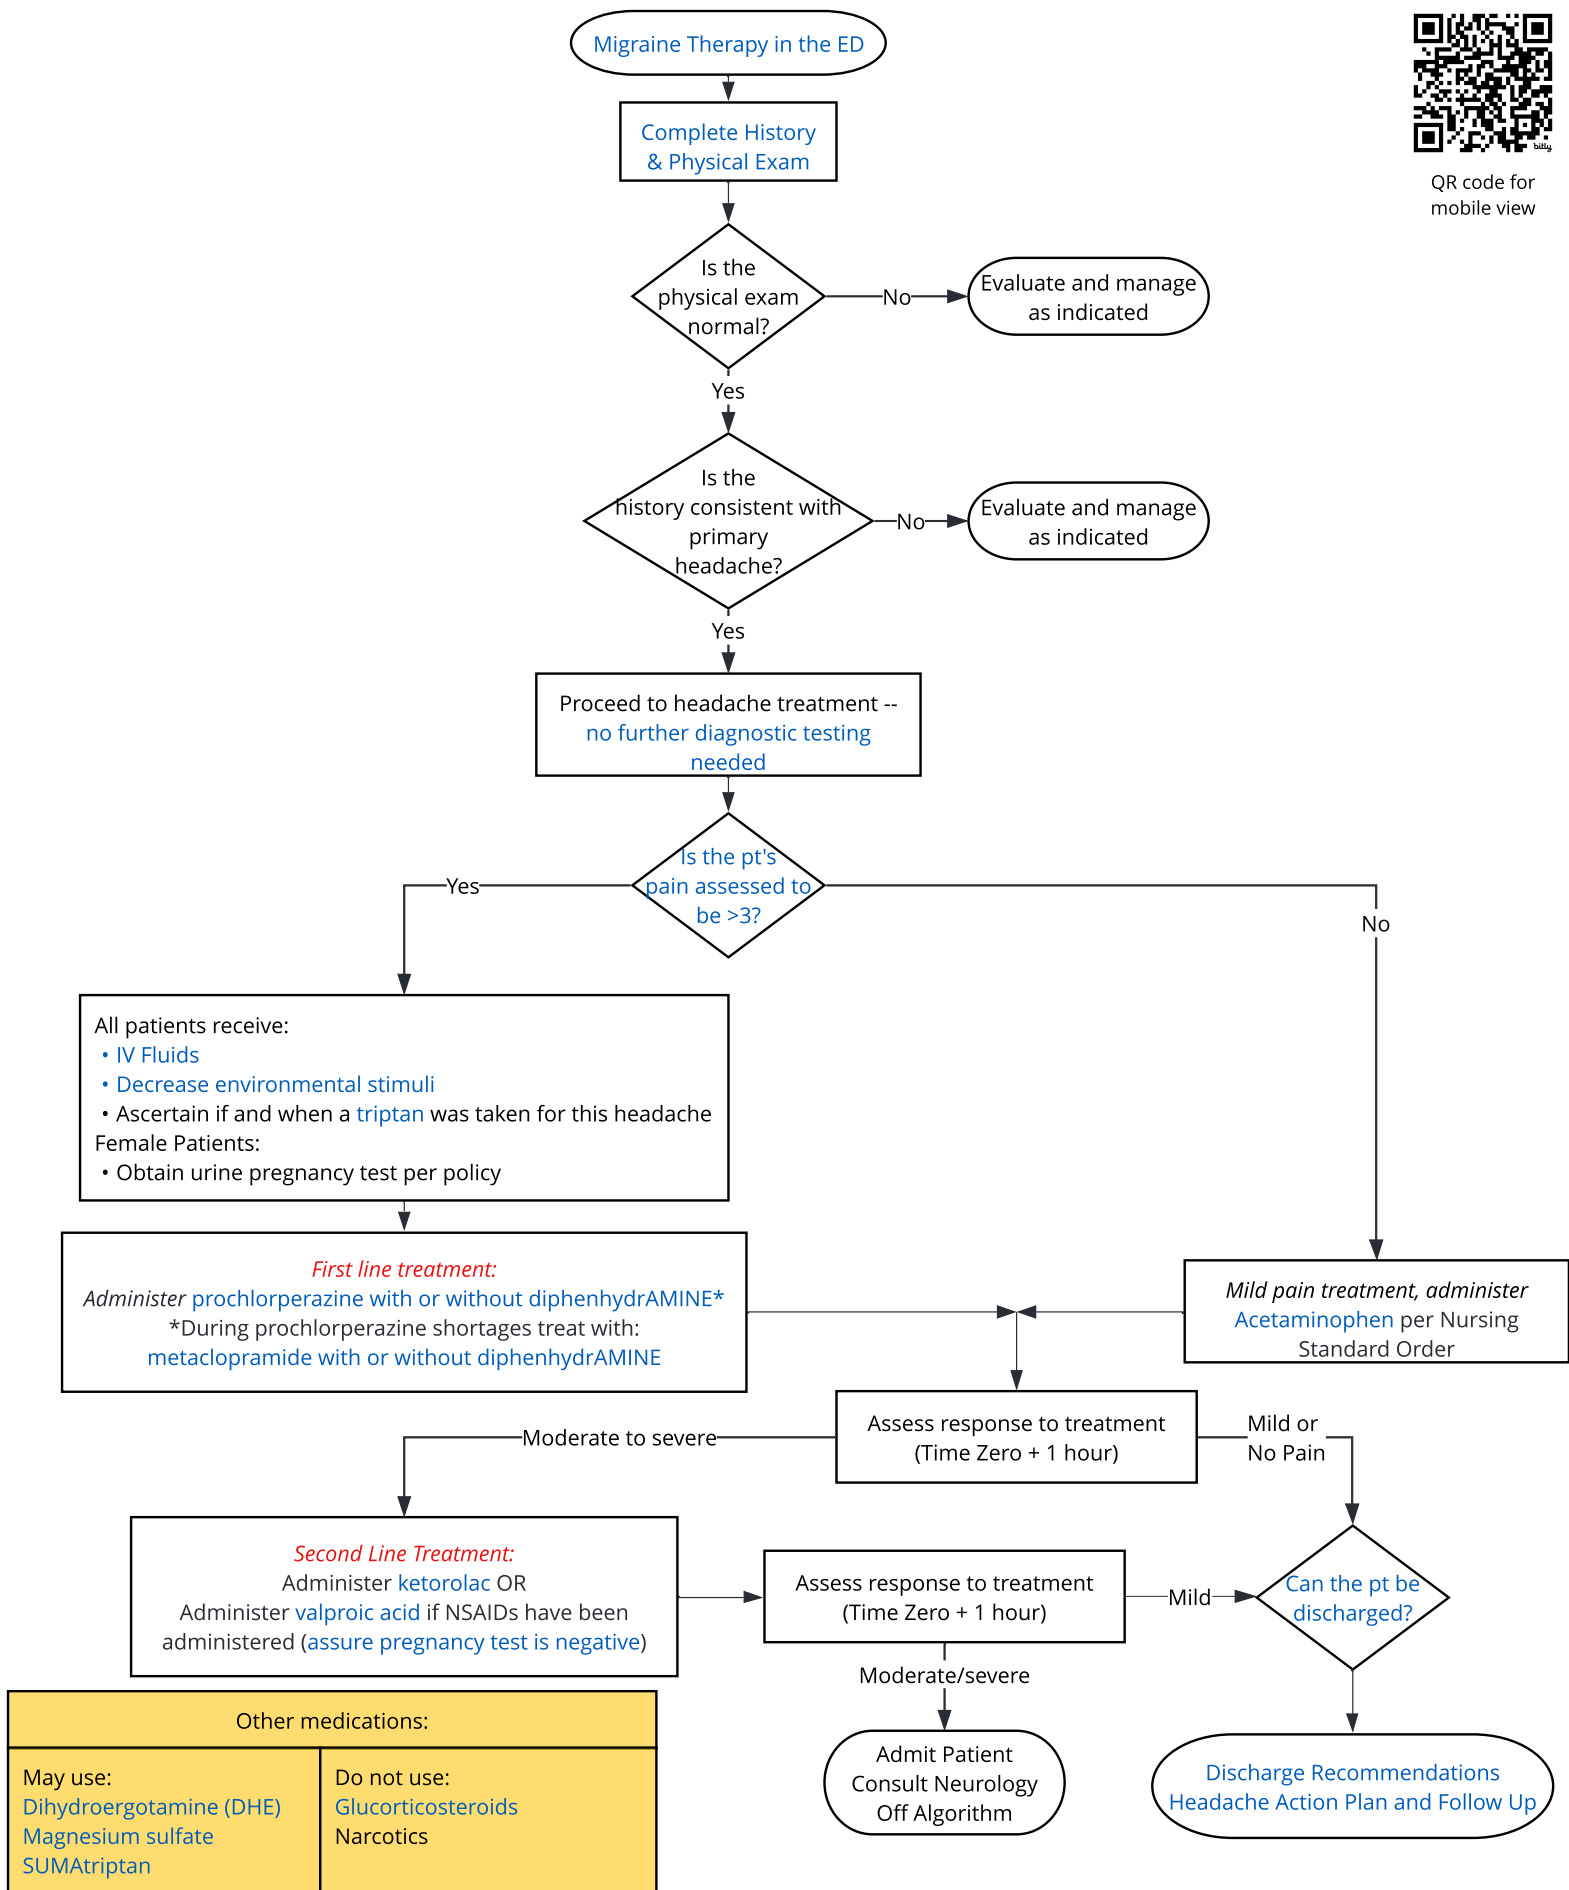 Migraine Therapy in the ED
bitly
QR code for
mobile view
Complete History
& Physical Exam
Is the
physical exam
normal?
No
Evaluate and manage
as indicated
Yes
Is the
history consistent with
primary
headache?
No
Evaluate and manage
as indicated
Yes
Proceed to headache treatment --
no further diagnostic testing
needed
Is the pt's
pain assessed to
be >3?
Yes
No
All patients receive:
• IV Fluids
• Decrease environmental stimuli
• Ascertain if and when a triptan was taken for this headache
Female Patients:
• Obtain urine pregnancy test per policy
First line treatment:
Administer prochlorperazine with or without diphenhydrAMINE*
*During prochlorperazine shortages treat with:
metaclopramide with or without diphenhydrAMINE
Mild pain treatment, administer
Acetaminophen per Nursing
Standard Order
Assess response to treatment
(Time Zero + 1 hour)
Moderate to severe
Mild or
No Pain
Second Line Treatment:
Administer ketorolac OR
Administer valproic acid if NSAIDs have been
administered (assure pregnancy test is negative)
Assess response to treatment
(Time Zero + 1 hour)
Mild
Can the pt be
discharged?
Moderate/severe
Admit Patient
Consult Neurology
Off Algorithm
Discharge Recommendations
Headache Action Plan and Follow Up
Other medications:
May use:
Dihydroergotamine (DHE)
Magnesium sulfate
SUMAtriptan
Do not use:
Glucorticosteroids
Narcotics